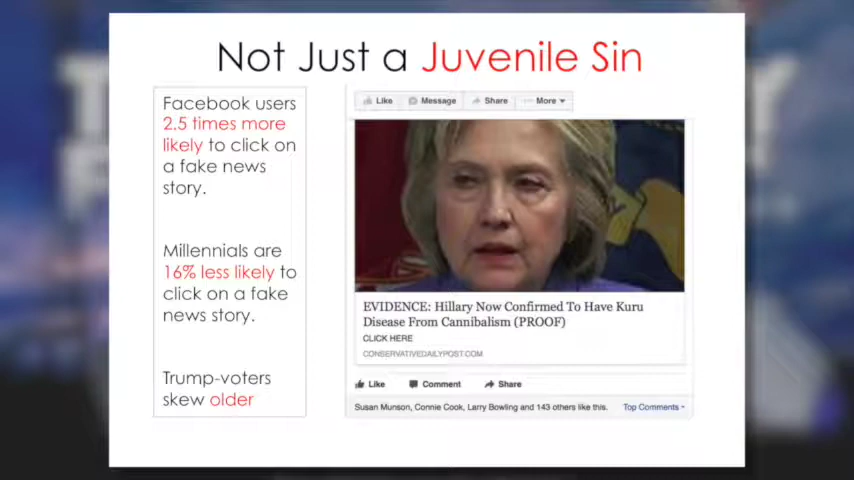 Not Just a Juvenile Sin
Facebook users
2.5 times more
likely to click on
a fake news
story.
Millennials are
16% less likely to
click on a fake
news story.
Trump-voters
skew older
Like Message Share More
EVIDENCE: Hillary Now Confirmed To Have Kuru
Disease From Cannibalism (PROOF)
CLICK HERE
CONSERVATIVEDAILYPOST.COM
Like Comment Share
Susan Munson, Connie Cook, Larry Bowling and 143 others like this. Top Comments